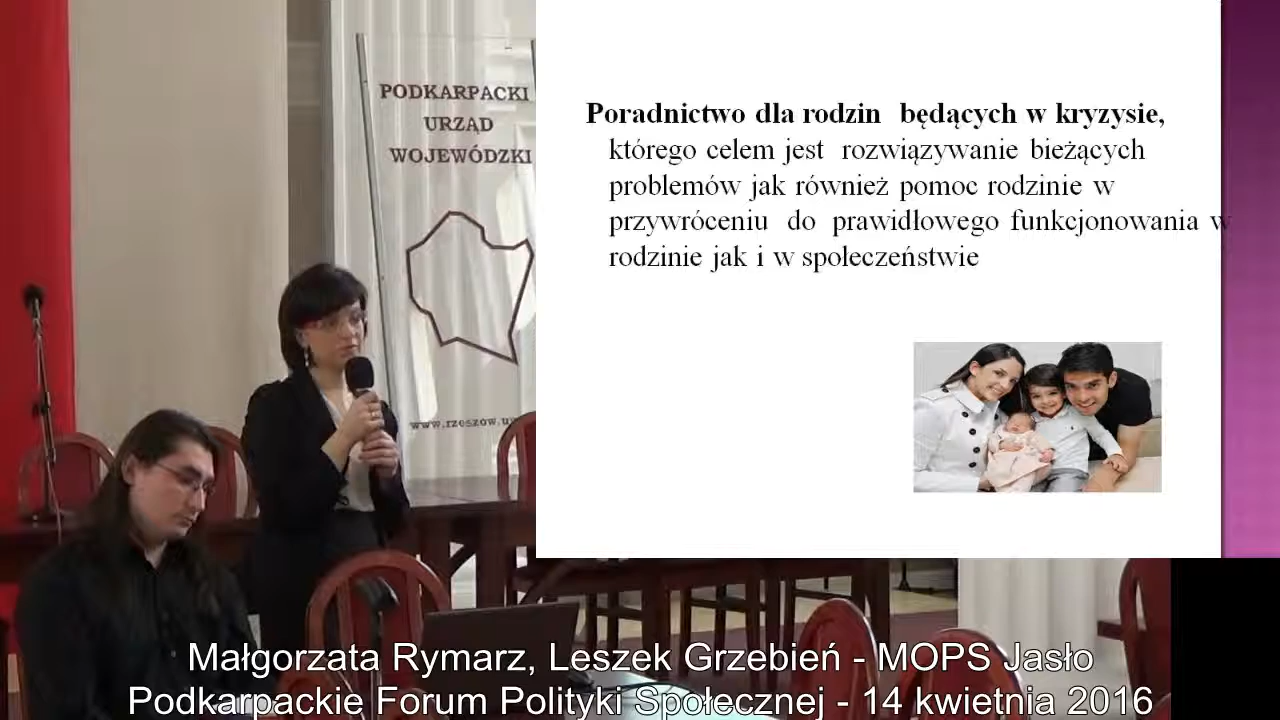 PODKARPACKI
URZĄD
WOJEWÓDZKI
www.rzeszow.u
Poradnictwo dla rodzin będących w kryzysie,
którego celem jest rozwiązywanie bieżących
problemów jak również pomoc rodzinie w
przywróceniu do prawidłowego funkcjonowania w
rodzinie jak i w społeczeństwie
Małgorzata Rymarz, Leszek Grzebień - MOPS Jasło
Podkarpackie Forum Polityki Społecznej - 14 kwietnia 2016